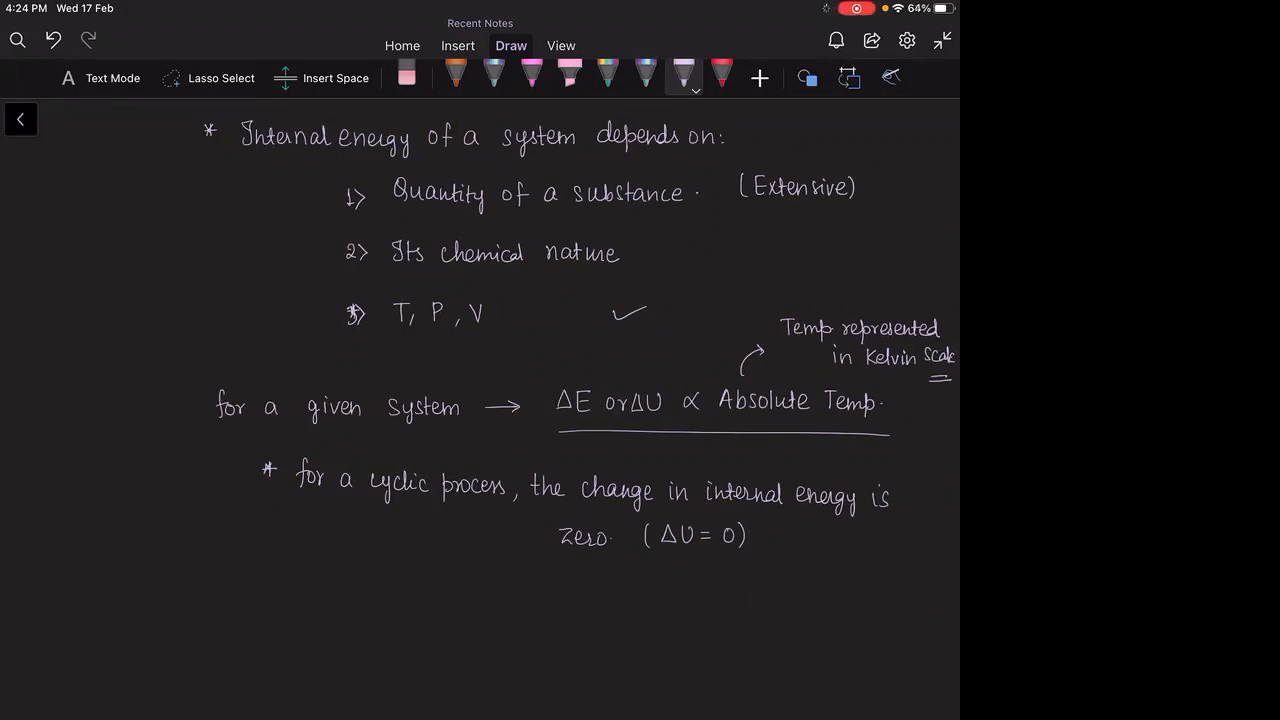 4:24 PM Wed 17 Feb
64%
Recent Notes
Home Insert Draw View
A Text Mode Lasso Select Insert Space
* Internal energy of a system depends on:
1> Quantity of a substance. (Extensive)
2> Its chemical nature
3> T, P, V ✓
Temp represented
in Kelvin Scale
for a given system → ΔE or ΔU ∝ Absolute Temp.
* for a cyclic process, the change in internal energy is
zero. (ΔU = 0)